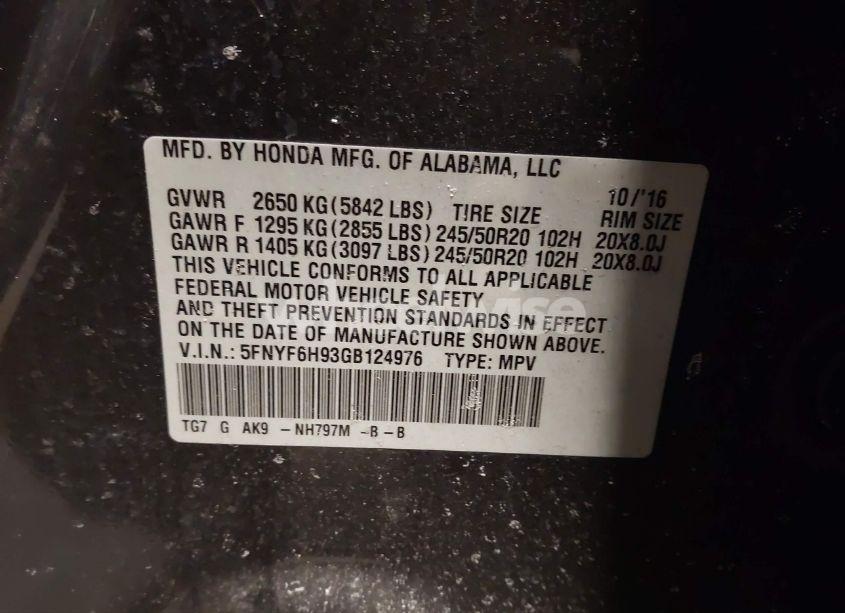 MFD. BY HONDA MFG. OF ALABAMA, LLC
10/'16
GVWR 2650 KG(5842 LBS) TIRE SIZE RIM SIZE
GAWR F 1295 KG(2855 LBS)245/50R20 102H 20X8.0J
GAWR R 1405 KG(3097 LBS)245/50R20 102H 20X8.0J
THIS VEHICLE CONFORMS TO ALL APPLICABLE
FEDERAL MOTOR VEHICLE SAFETY
AND THEFT PREVENTION STANDARDS IN EFFECT
ON THE DATE OF MANUFACTURE SHOWN ABOVE.
V.I.N.: 5FNYF6H93GB124976 TYPE: MPV
TG7 G AK9 -NH797M -B-B